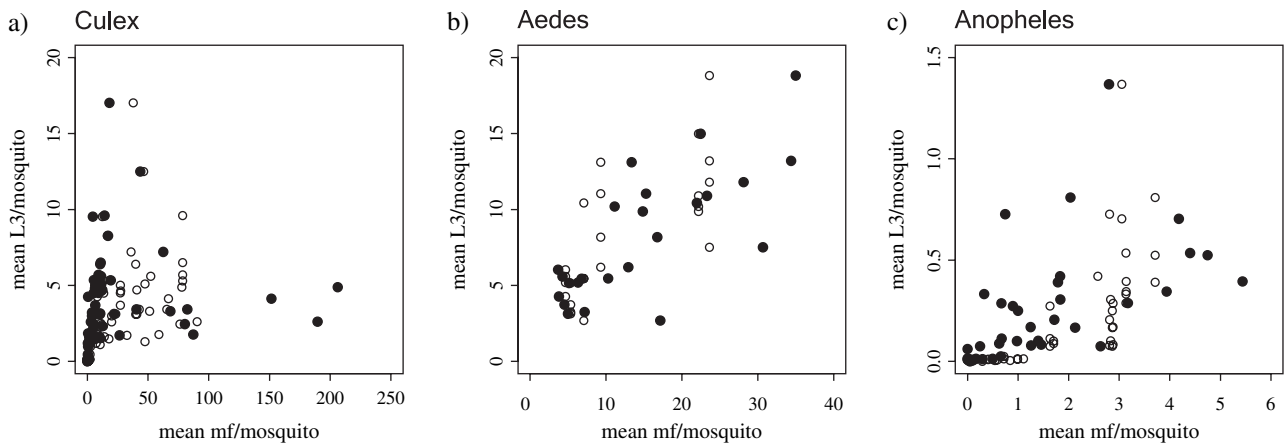 a) Culex
mean L3/mosquito
20
15
10
5
0
0 50 100 150 200 250
mean mf/mosquito
b) Aedes
mean L3/mosquito
20
15
10
5
0
0 10 20 30 40
mean mf/mosquito
c) Anopheles
mean L3/mosquito
1.5
1.0
0.5
0.0
0 1 2 3 4 5 6
mean mf/mosquito